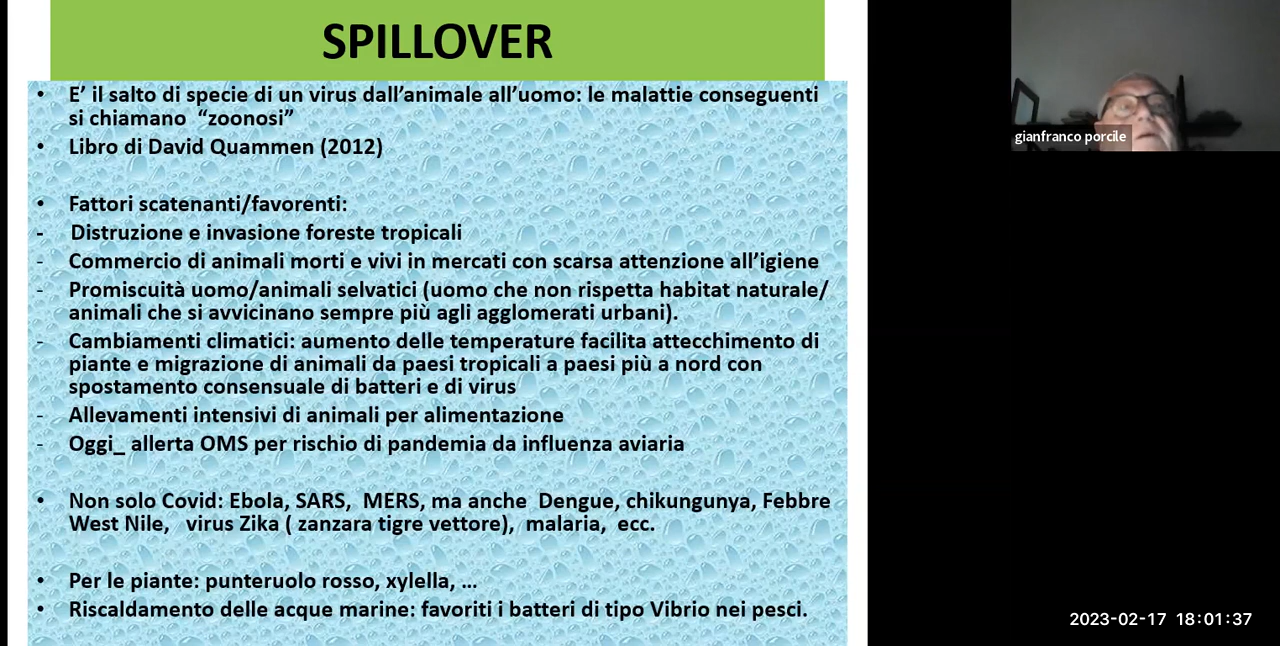 SPILLOVER
• E’ il salto di specie di un virus dall’animale all’uomo: le malattie conseguenti
si chiamano “zoonosi”
• Libro di David Quammen (2012)
• Fattori scatenanti/favorenti:
- Distruzione e invasione foreste tropicali
- Commercio di animali morti e vivi in mercati con scarsa attenzione all’igiene
- Promiscuità uomo/animali selvatici (uomo che non rispetta habitat naturale/
animali che si avvicinano sempre più agli agglomerati urbani).
- Cambiamenti climatici: aumento delle temperature facilita attecchimento di
piante e migrazione di animali da paesi tropicali a paesi più a nord con
spostamento consensuale di batteri e di virus
- Allevamenti intensivi di animali per alimentazione
- Oggi_ allerta OMS per rischio di pandemia da influenza aviaria
• Non solo Covid: Ebola, SARS, MERS, ma anche Dengue, chikungunya, Febbre
West Nile, virus Zika ( zanzara tigre vettore), malaria, ecc.
• Per le piante: punteruolo rosso, xylella, …
• Riscaldamento delle acque marine: favoriti i batteri di tipo Vibrio nei pesci.
gianfranco porcile
2023-02-17 18:01:37